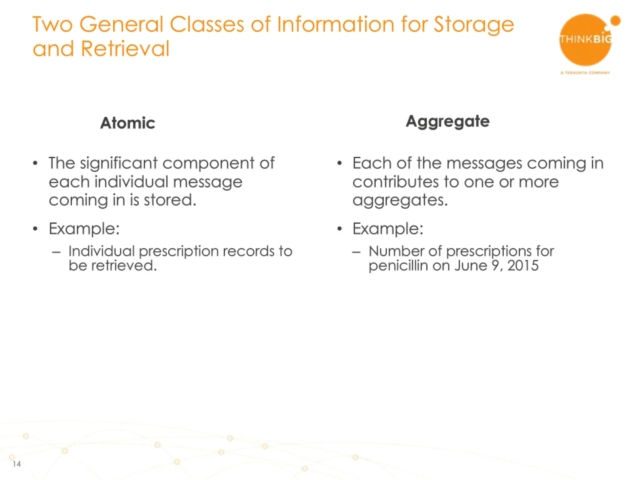 Two General Classes of Information for Storage
and Retrieval
THINKBIG
A TERADATA COMPANY
Atomic
• The significant component of
each individual message
coming in is stored.
• Example:
– Individual prescription records to
be retrieved.
Aggregate
• Each of the messages coming in
contributes to one or more
aggregates.
• Example:
– Number of prescriptions for
penicillin on June 9, 2015
14